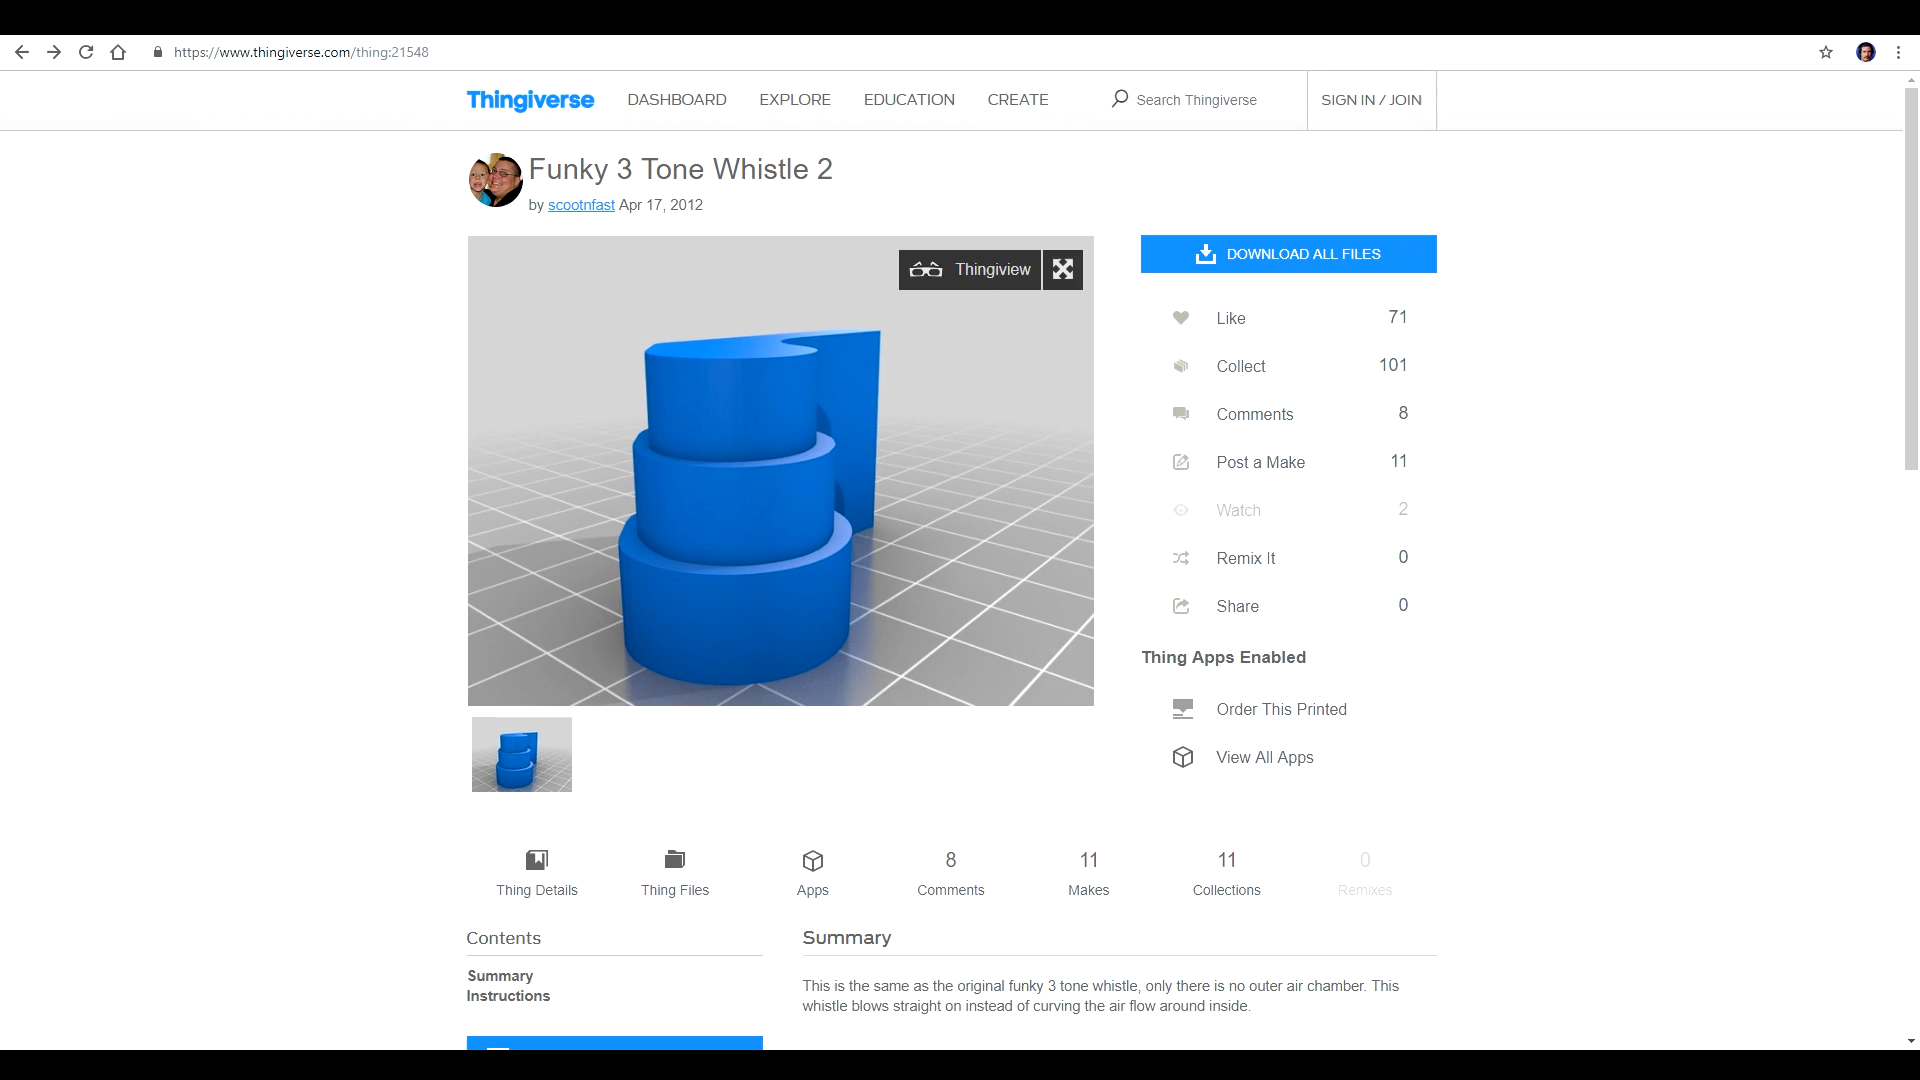 https://www.thingiverse.com/thing:21548
Thingiverse DASHBOARD EXPLORE EDUCATION CREATE Search Thingiverse SIGN IN / JOIN
Funky 3 Tone Whistle 2
by scootnfast Apr 17, 2012
Thingiview
DOWNLOAD ALL FILES
Like 71
Collect 101
Comments 8
Post a Make 11
Watch 2
Remix It 0
Share 0
Thing Apps Enabled
Order This Printed
View All Apps
8 11 11 0
Thing Details Thing Files Apps Comments Makes Collections Remixes
Contents
Summary
Instructions
Summary
This is the same as the original funky 3 tone whistle, only there is no outer air chamber. This
whistle blows straight on instead of curving the air flow around inside.